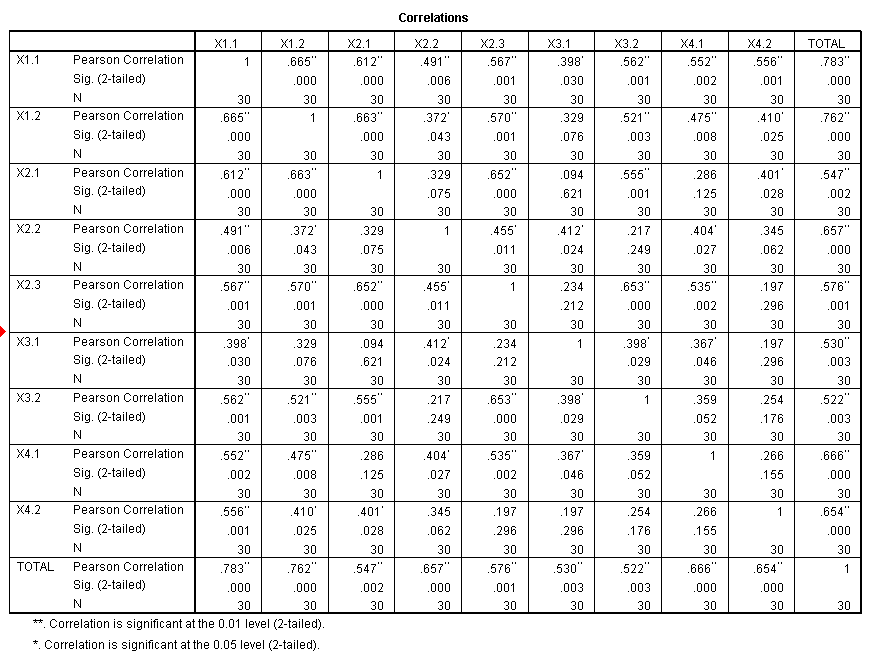 Correlations
X1.1 X1.2 X2.1 X2.2 X2.3 X3.1 X3.2 X4.1 X4.2 TOTAL
X1.1 Pearson Correlation 1 .665** .612** .491** .567** .398* .562** .552** .556** .783**
Sig. (2-tailed) .000 .000 .006 .001 .030 .001 .002 .001 .000
N 30 30 30 30 30 30 30 30 30 30
X1.2 Pearson Correlation .665** 1 .663** .372* .570** .329 .521** .475** .410* .762**
Sig. (2-tailed) .000 .000 .043 .001 .076 .003 .008 .025 .000
N 30 30 30 30 30 30 30 30 30 30
X2.1 Pearson Correlation .612** .663** 1 .329 .652** .094 .555** .286 .401* .547**
Sig. (2-tailed) .000 .000 .075 .000 .621 .001 .125 .028 .002
N 30 30 30 30 30 30 30 30 30 30
X2.2 Pearson Correlation .491** .372* .329 1 .455* .412* .217 .404* .345 .657**
Sig. (2-tailed) .006 .043 .075 .011 .024 .249 .027 .062 .000
N 30 30 30 30 30 30 30 30 30 30
X2.3 Pearson Correlation .567** .570** .652** .455* 1 .234 .653** .535** .197 .576**
Sig. (2-tailed) .001 .001 .000 .011 .212 .000 .002 .296 .001
N 30 30 30 30 30 30 30 30 30 30
X3.1 Pearson Correlation .398* .329 .094 .412* .234 1 .398* .367* .197 .530**
Sig. (2-tailed) .030 .076 .621 .024 .212 .029 .046 .296 .003
N 30 30 30 30 30 30 30 30 30 30
X3.2 Pearson Correlation .562** .521** .555** .217 .653** .398* 1 .359 .254 .522**
Sig. (2-tailed) .001 .003 .001 .249 .000 .029 .052 .176 .003
N 30 30 30 30 30 30 30 30 30 30
X4.1 Pearson Correlation .552** .475** .286 .404* .535** .367* .359 1 .266 .666**
Sig. (2-tailed) .002 .008 .125 .027 .002 .046 .052 .155 .000
N 30 30 30 30 30 30 30 30 30 30
X4.2 Pearson Correlation .556** .410* .401* .345 .197 .197 .254 .266 1 .654**
Sig. (2-tailed) .001 .025 .028 .062 .296 .296 .176 .155 .000
N 30 30 30 30 30 30 30 30 30 30
TOTAL Pearson Correlation .783** .762** .547** .657** .576** .530** .522** .666** .654** 1
Sig. (2-tailed) .000 .000 .002 .000 .001 .003 .003 .000 .000
N 30 30 30 30 30 30 30 30 30 30
**. Correlation is significant at the 0.01 level (2-tailed).
*. Correlation is significant at the 0.05 level (2-tailed).